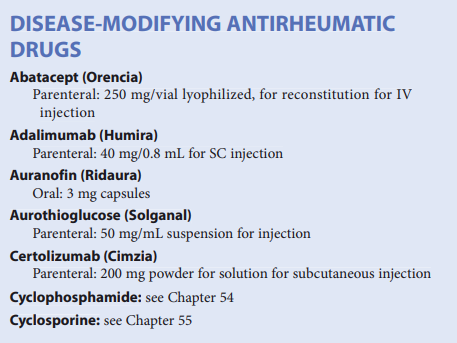 DISEASE-MODIFYING ANTIRHEUMATIC
DRUGS
Abatacept (Orencia)
Parenteral: 250 mg/vial lyophilized, for reconstitution for IV
injection
Adalimumab (Humira)
Parenteral: 40 mg/0.8 mL for SC injection
Auranofin (Ridaura)
Oral: 3 mg capsules
Aurothioglucose (Solganal)
Parenteral: 50 mg/mL suspension for injection
Certolizumab (Cimzia)
Parenteral: 200 mg powder for solution for subcutaneous injection
Cyclophosphamide: see Chapter 54
Cyclosporine: see Chapter 55